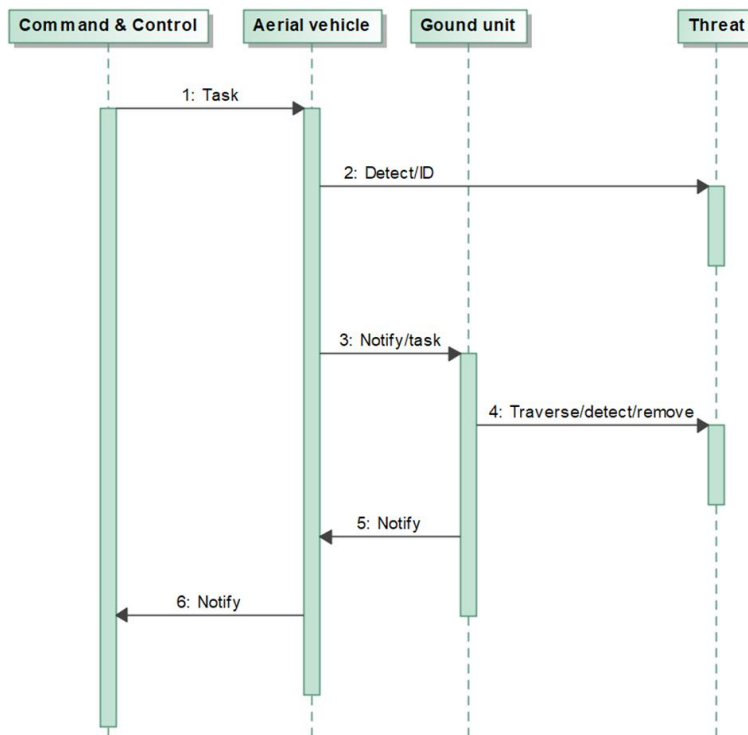 Command & Control
Aerial vehicle
Gound unit
Threat
1: Task
2: Detect/ID
3: Notify/task
4: Traverse/detect/remove
5: Notify
6: Notify